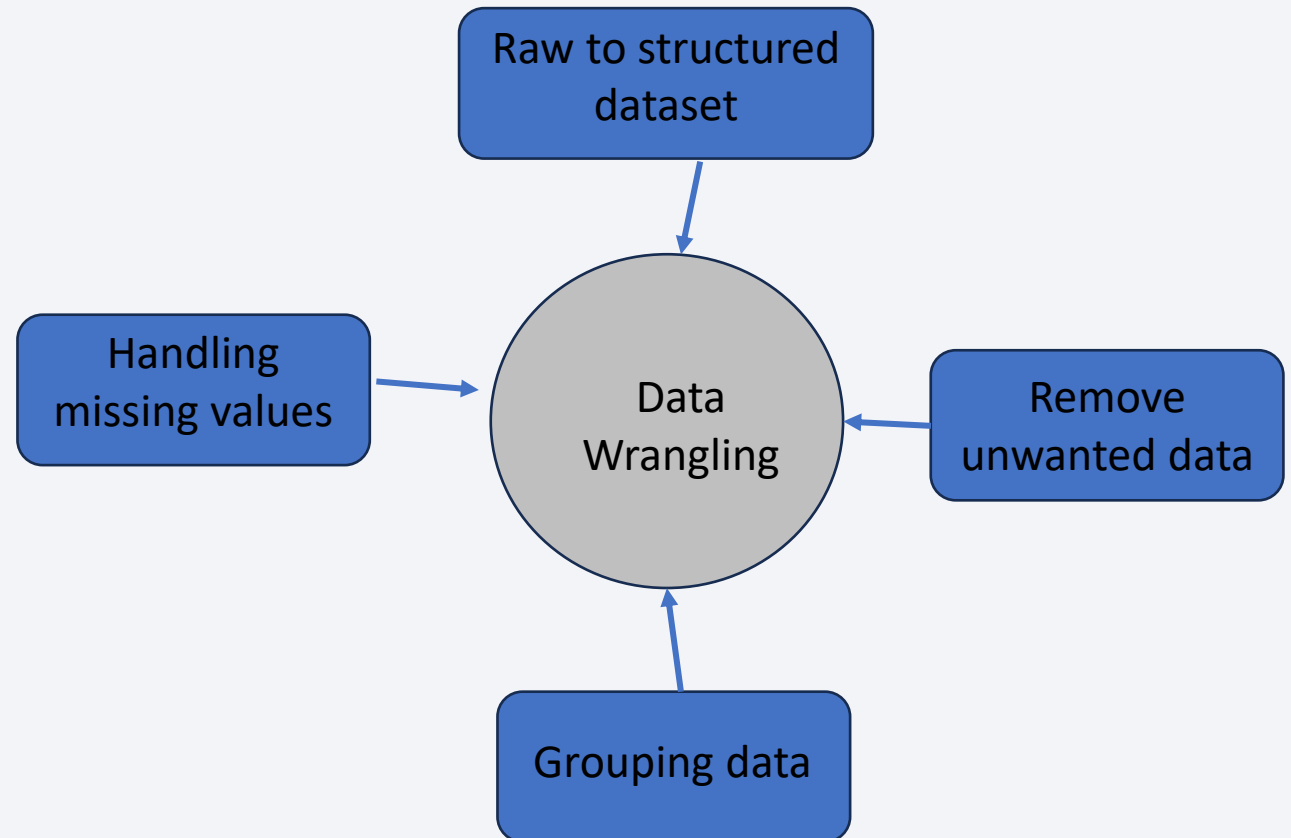 Raw to structured
dataset
Handling
missing values
Data
Wrangling
Remove
unwanted data
Grouping data